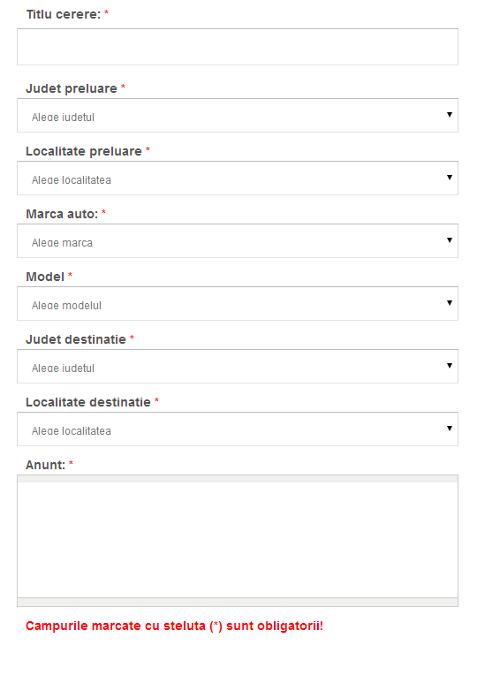 Titlu cerere: *
Judet preluare *
Alege judetul
Localitate preluare *
Alege localitatea
Marca auto: *
Alege marca
Model *
Alege modelul
Judet destinatie *
Alege judetul
Localitate destinatie *
Alege localitatea
Anunt: *
Campurile marcate cu steluta (*) sunt obligatorii!